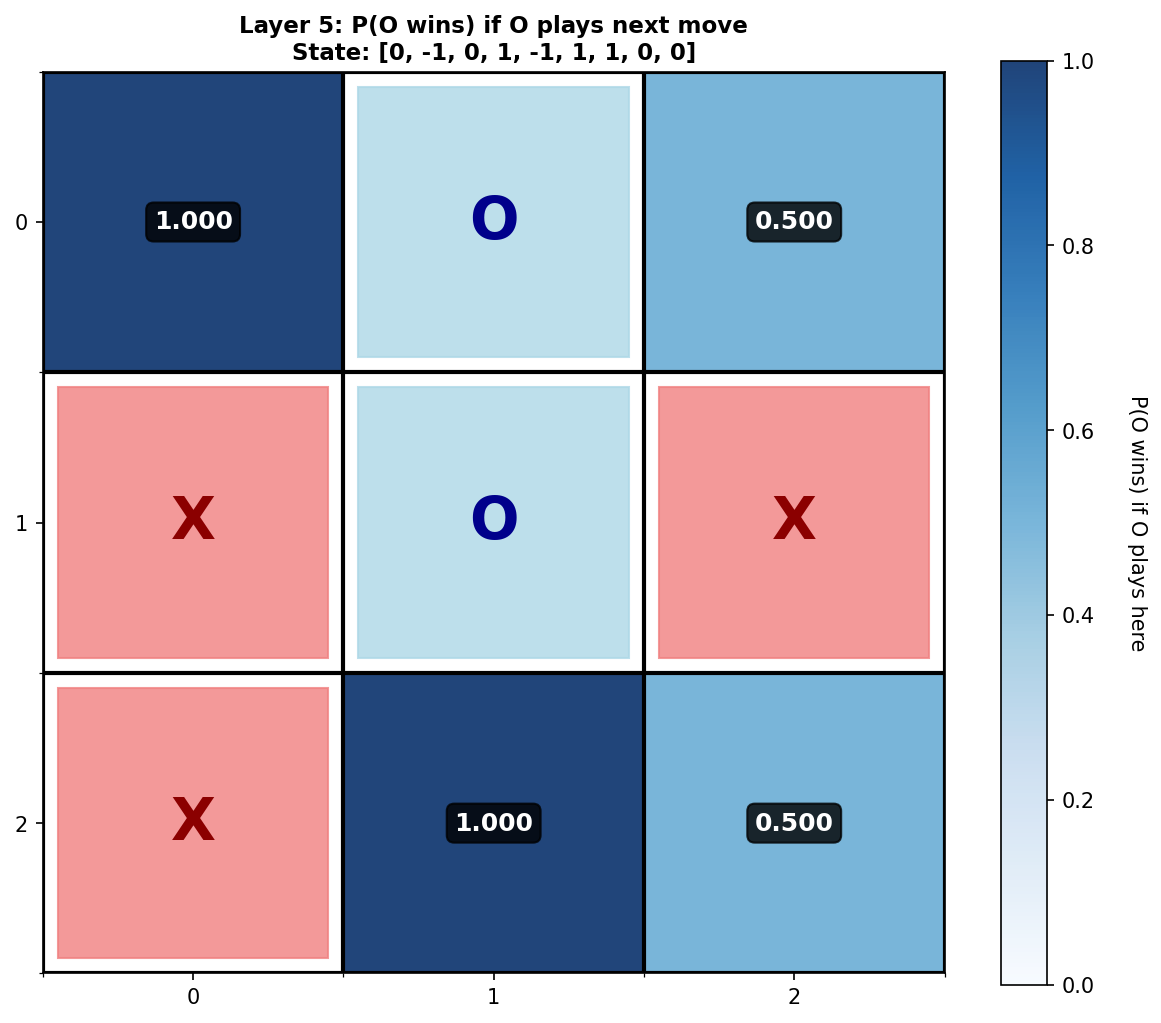 Layer 5: P(O wins) if O plays next move
State: [0, -1, 0, 1, -1, 1, 1, 0, 0]
0
1.000
O
0.500
1
X
O
X
2
X
1.000
0.500
0
1
2
1.0
0.8
0.6
0.4
0.2
0.0
P(O wins) if O plays here